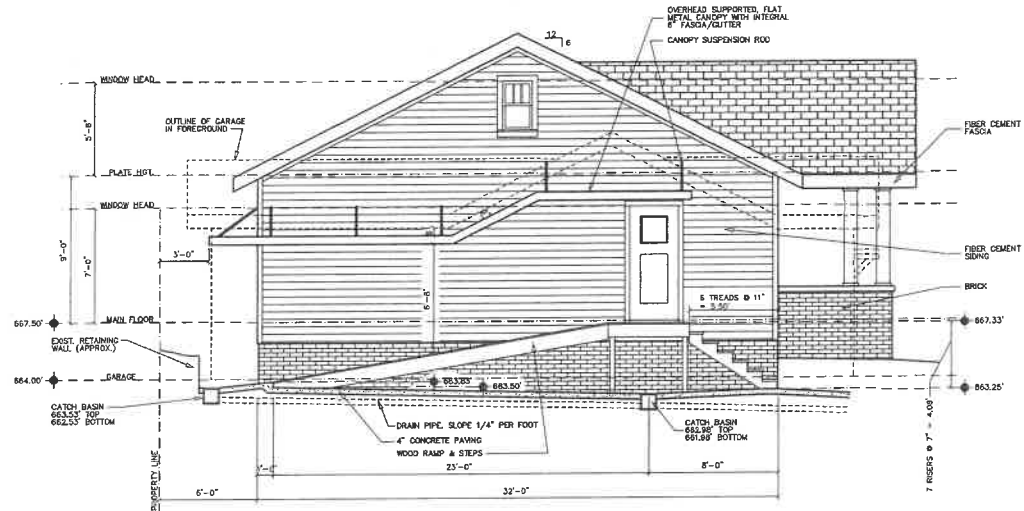 OVERHEAD SUPPORTED, FLAT
METAL CANOPY WITH INTEGRAL
6" FASCIA/GUTTER
CANOPY SUSPENSION ROD
12
6
WINDOW HEAD
5'-8"
OUTLINE OF GARAGE
IN FOREGROUND
FIBER CEMENT
FASCIA
PLATE HGT.
WINDOW HEAD
9'-0"
7'-0"
3'-0"
6'-8"
FIBER CEMENT
SIDING
BRICK
5 TREADS @ 11"
MAIN FLOOR
667.50'
667.33'
EXIST. RETAINING
WALL (APPROX.)
664.00'
GARAGE
663.83'
663.50'
663.25'
CATCH BASIN
663.53' TOP
662.53' BOTTOM
DRAIN PIPE, SLOPE 1/4" PER FOOT
4" CONCRETE PAVING
WOOD RAMP & STEPS
CATCH BASIN
662.98' TOP
661.98' BOTTOM
7 RISERS @ 7" = 4.08'
PROPERTY LINE
23'-0"
8'-0"
6'-0"
32'-0"